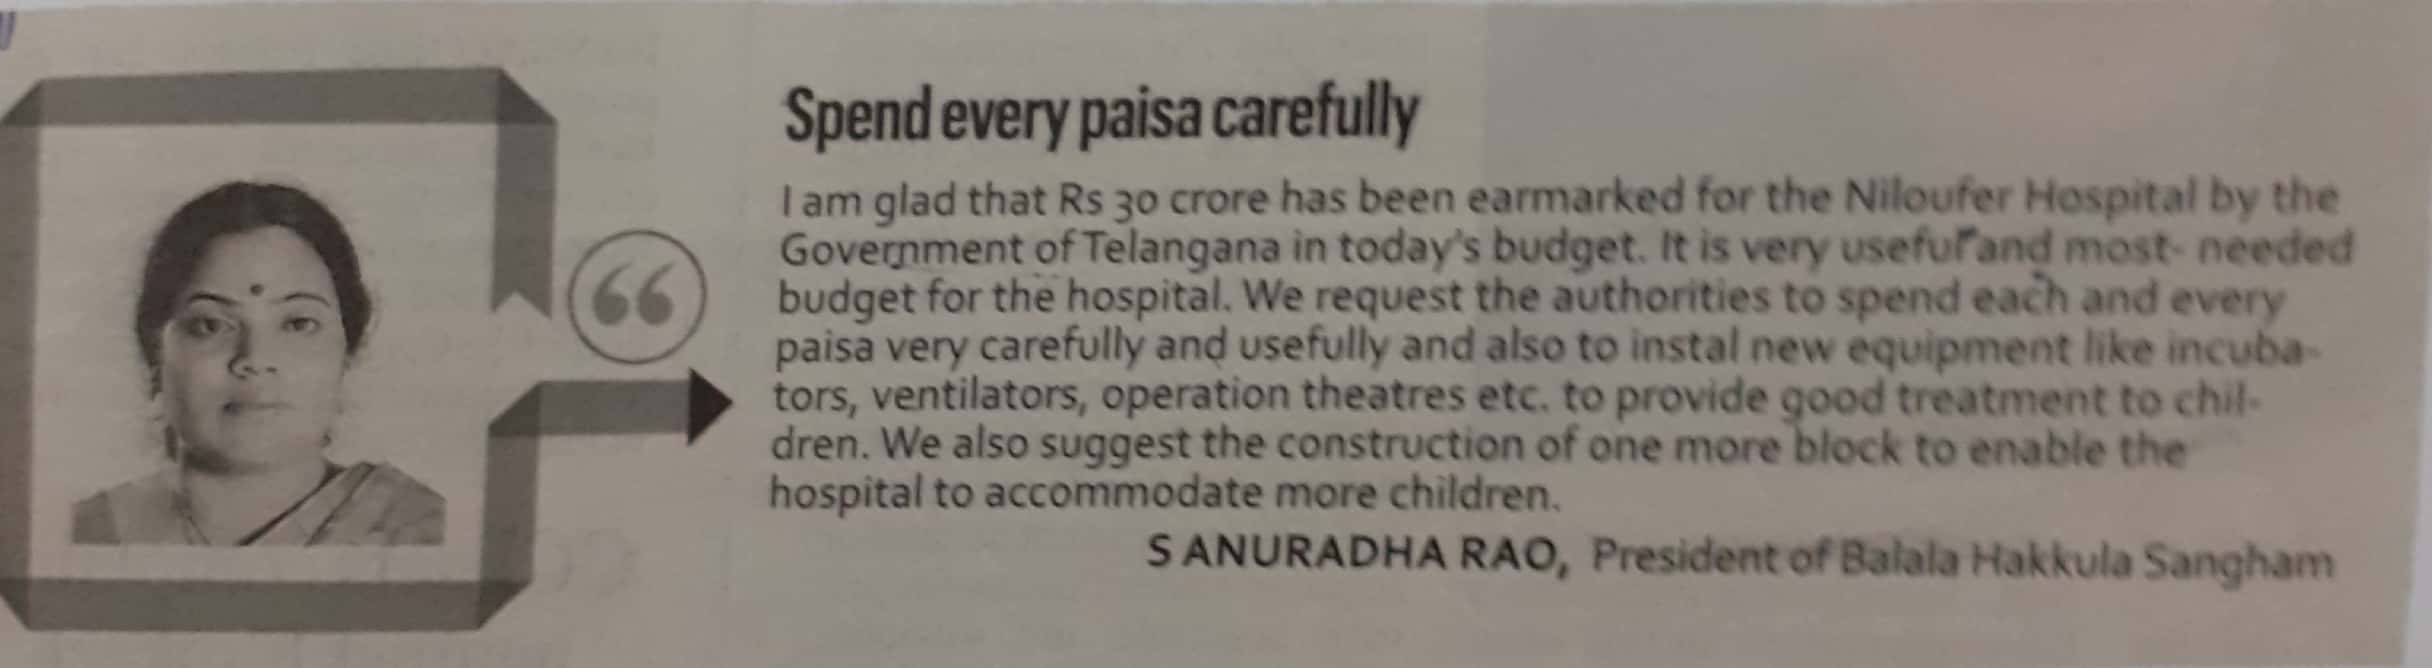 Spend every paisa carefully
I am glad that Rs 30 crore has been earmarked for the Niloufer Hospital by the
Government of Telangana in today's budget. It is very useful and most- needed
budget for the hospital. We request the authorities to spend each and every
paisa very carefully and usefully and also to instal new equipment like incuba-
tors, ventilators, operation theatres etc. to provide good treatment to chil-
dren. We also suggest the construction of one more block to enable the
hospital to accommodate more children.
S ANURADHA RAO, President of Balala Hakkula Sangham